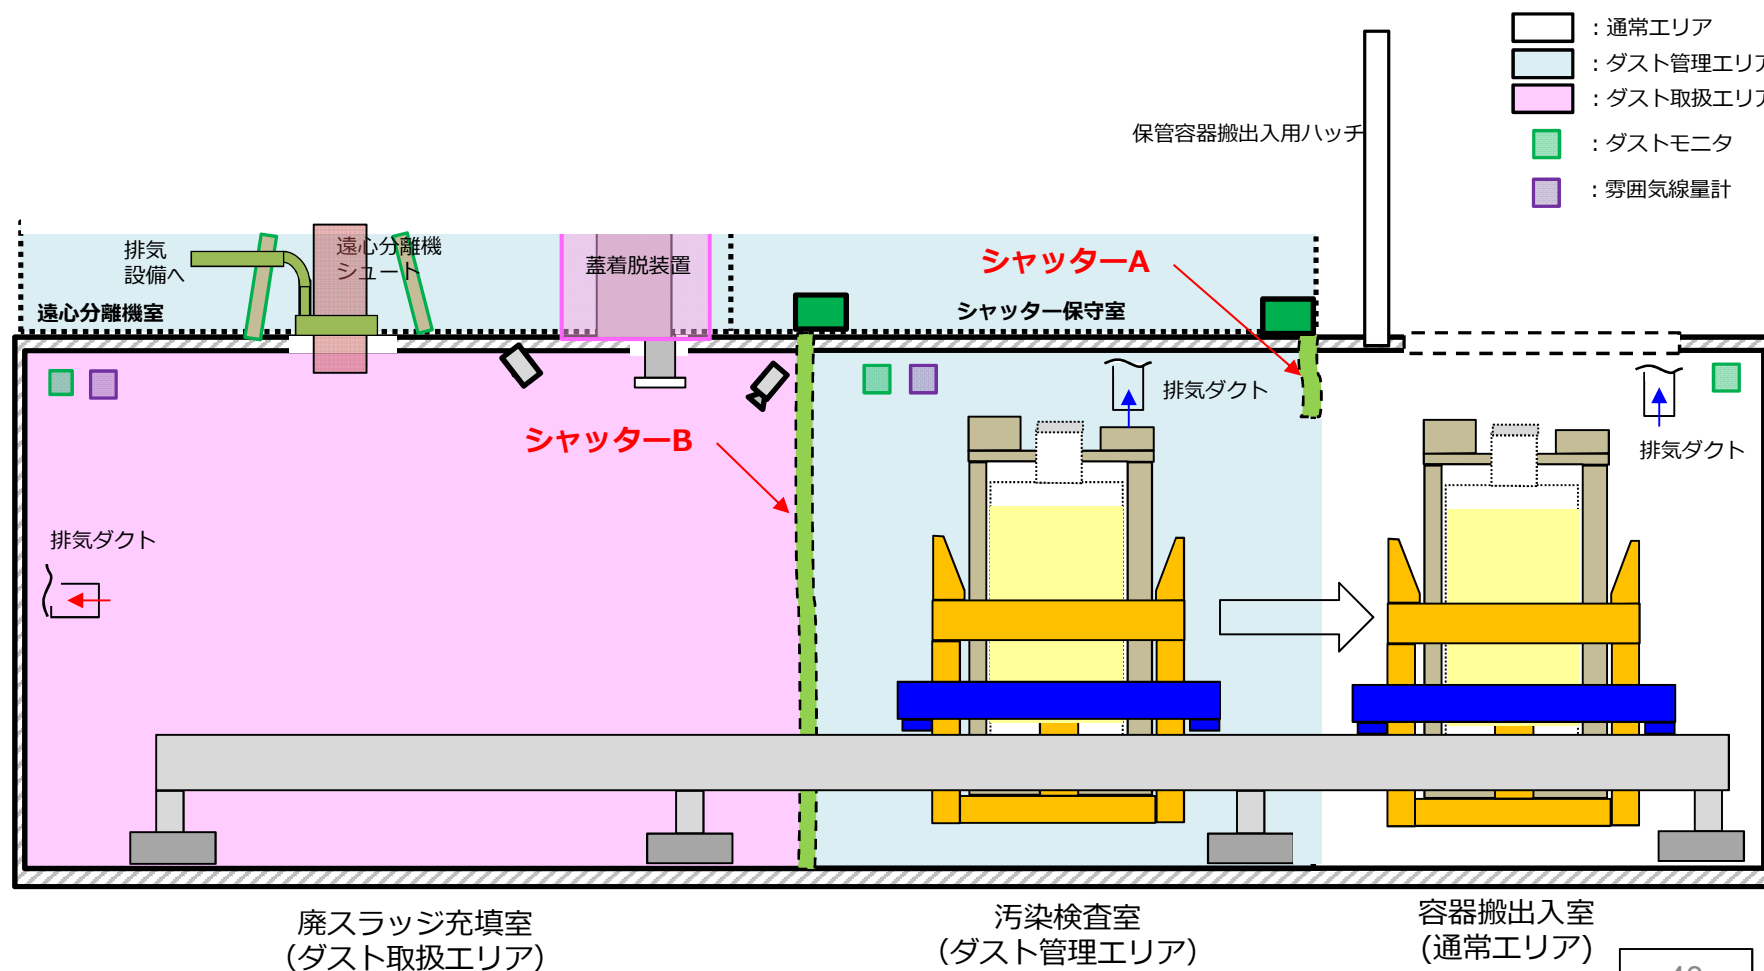 ：通常エリア
：ダスト管理エリア
：ダスト取扱エリア
：ダストモニタ
：雰囲気線量計
保管容器搬出入用ハッチ
排気
設備へ
遠心分離機
シュート
蓋着脱装置
遠心分離機室
シャッターA
シャッター保守室
シャッターB
排気ダクト
排気ダクト
排気ダクト
廃スラッジ充填室
（ダスト取扱エリア）
汚染検査室
（ダスト管理エリア）
容器搬出入室
(通常エリア)